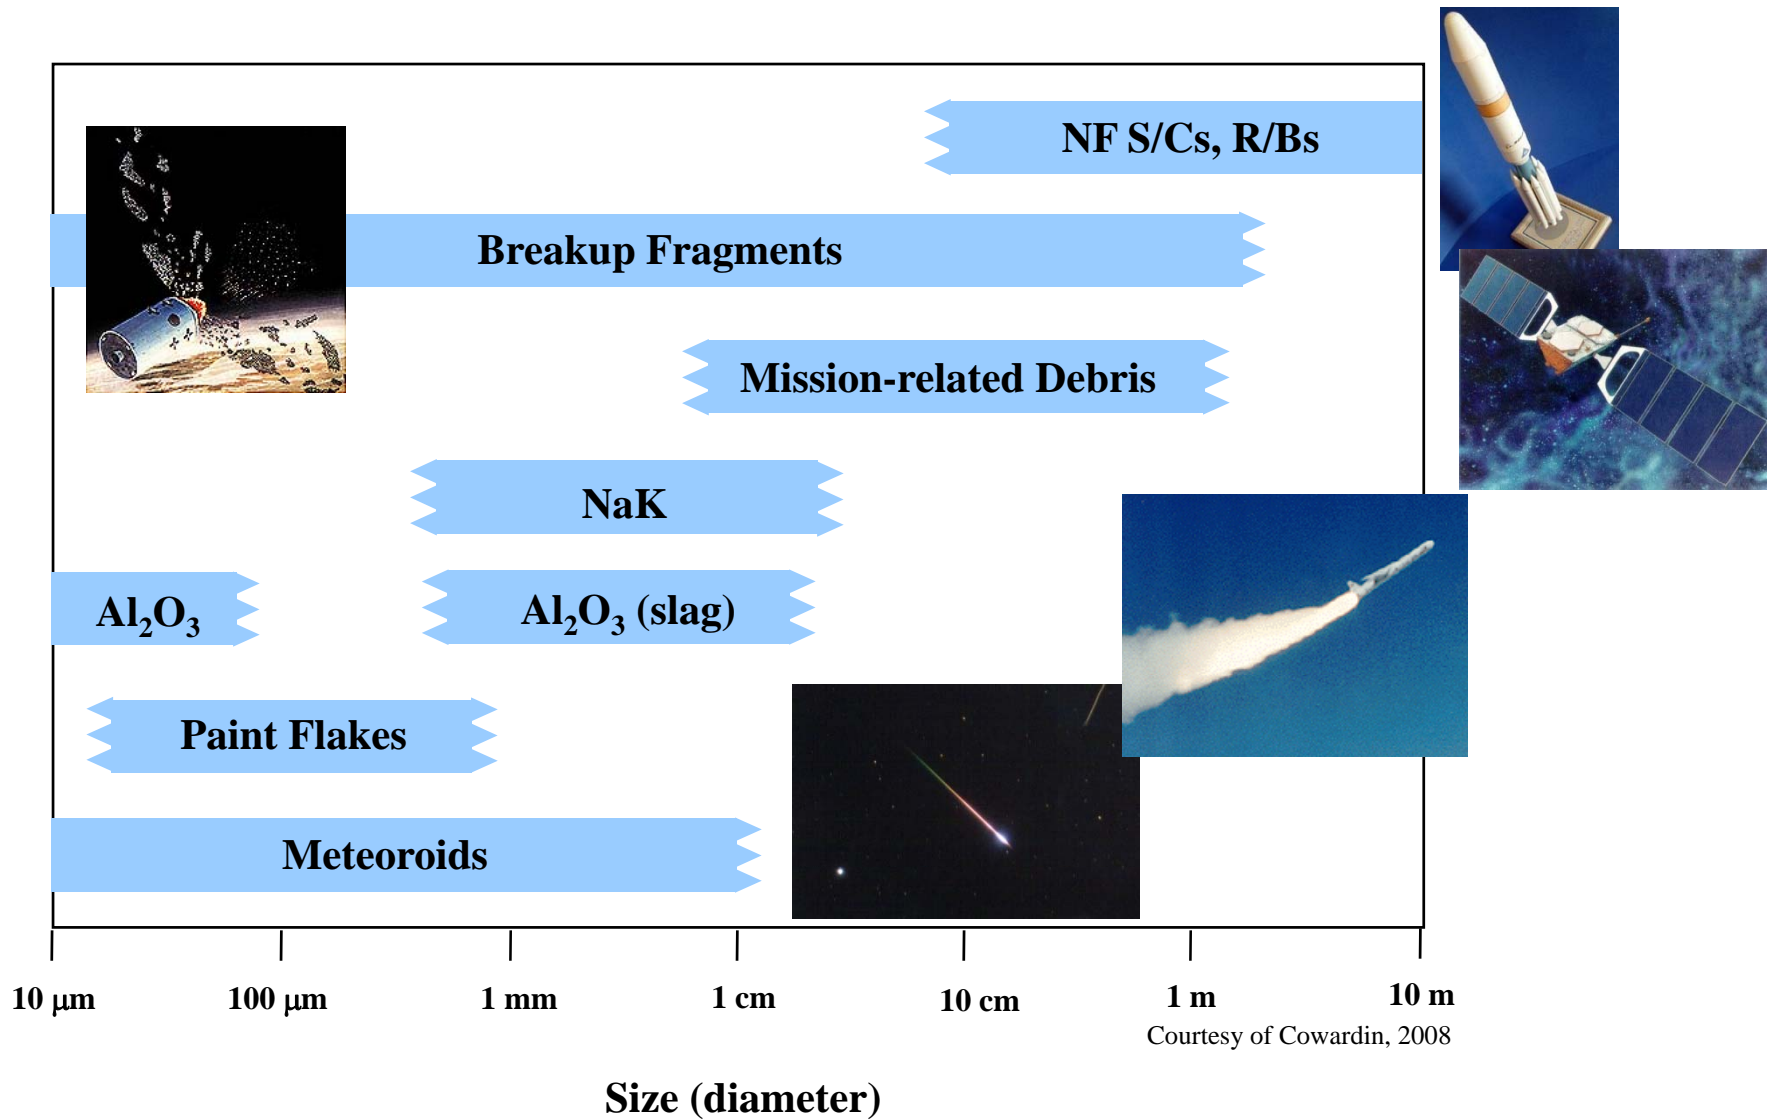 NF S/Cs, R/Bs
Breakup Fragments
Mission-related Debris
NaK
Al₂O₃
Al₂O₃ (slag)
Paint Flakes
Meteoroids
10 μm
100 μm
1 mm
1 cm
10 cm
1 m
10 m
Courtesy of Cowardin, 2008
Size (diameter)